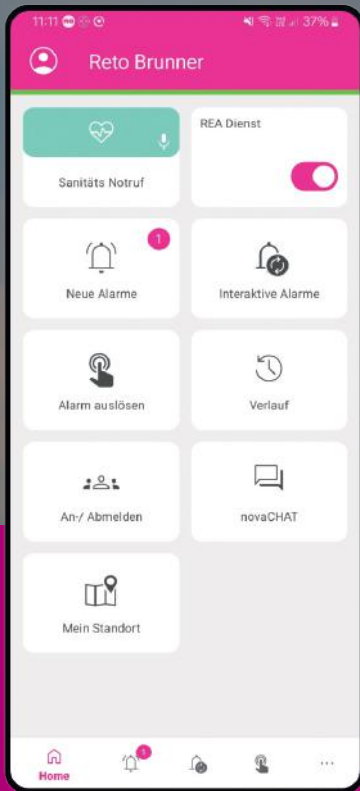 11:11
37%
Reto Brunner
Sanitäts Notruf
REA Dienst
1
Neue Alarme
Interaktive Alarme
Alarm auslösen
Verlauf
An-/ Abmelden
novaCHAT
Mein Standort
1
Home